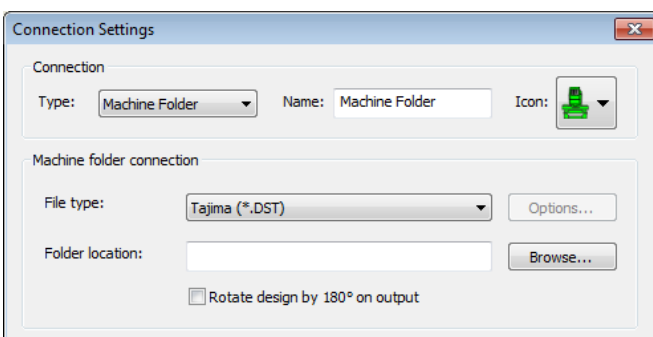 Connection Settings
Connection
Type: Machine Folder Name: Machine Folder Icon:
Machine folder connection
File type: Tajima (*.DST) Options...
Folder location: Browse...
Rotate design by 180° on output